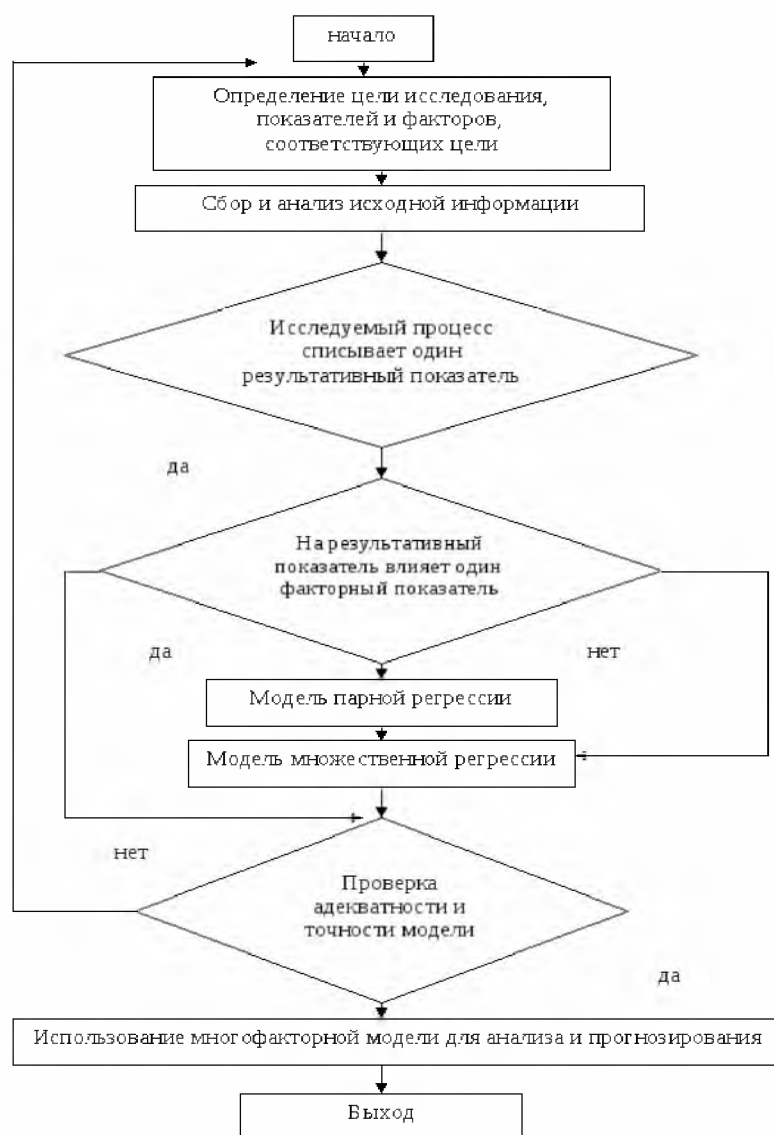 начало
Определение цели исследования,
показателей и факторов,
соответствующих цели
Сбор и анализ исходной информации
Исследуемый процесс
списывает один
результативный показатель
да
На результативный
показатель влияет один
факторный показатель
да
нет
Модель парной регрессии
Модель множественной регрессии
нет
Проверка
адекватности и
точности модели
да
Использование многофакторной модели для анализа и прогнозирования
Выход